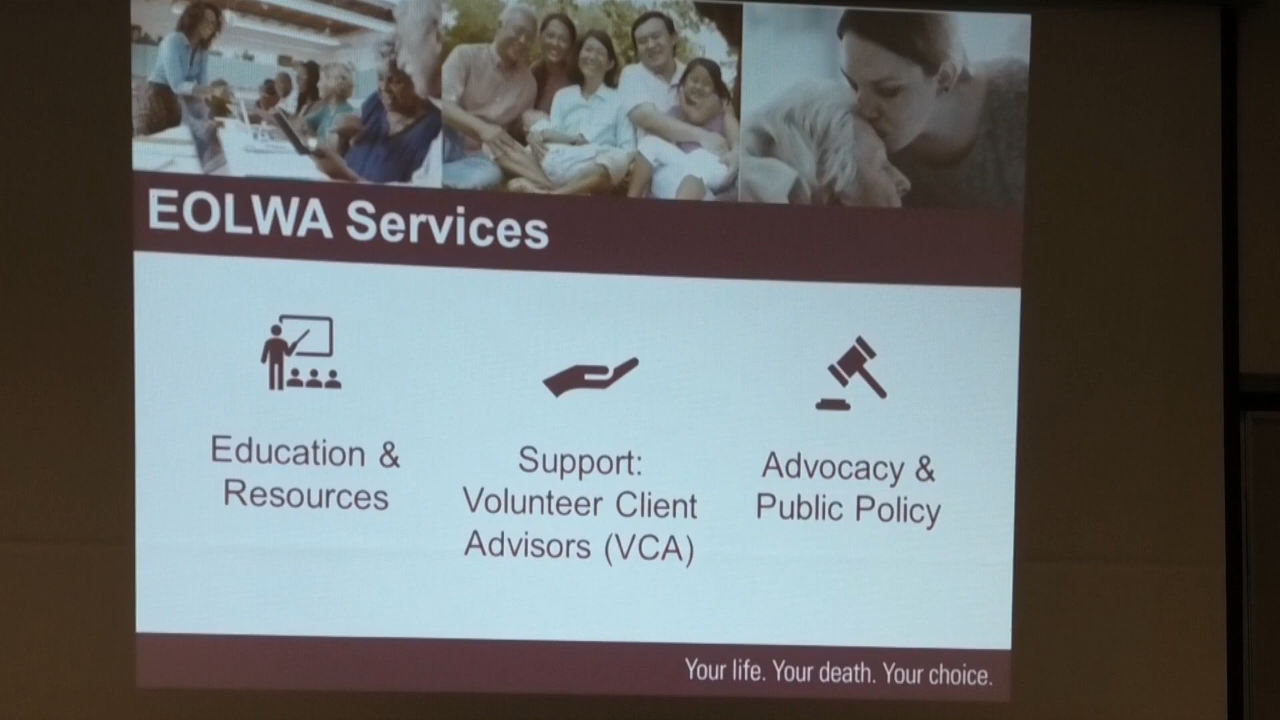 EOLWA Services
Education &
Resources
Support:
Volunteer Client
Advisors (VCA)
Advocacy &
Public Policy
Your life. Your death. Your choice.